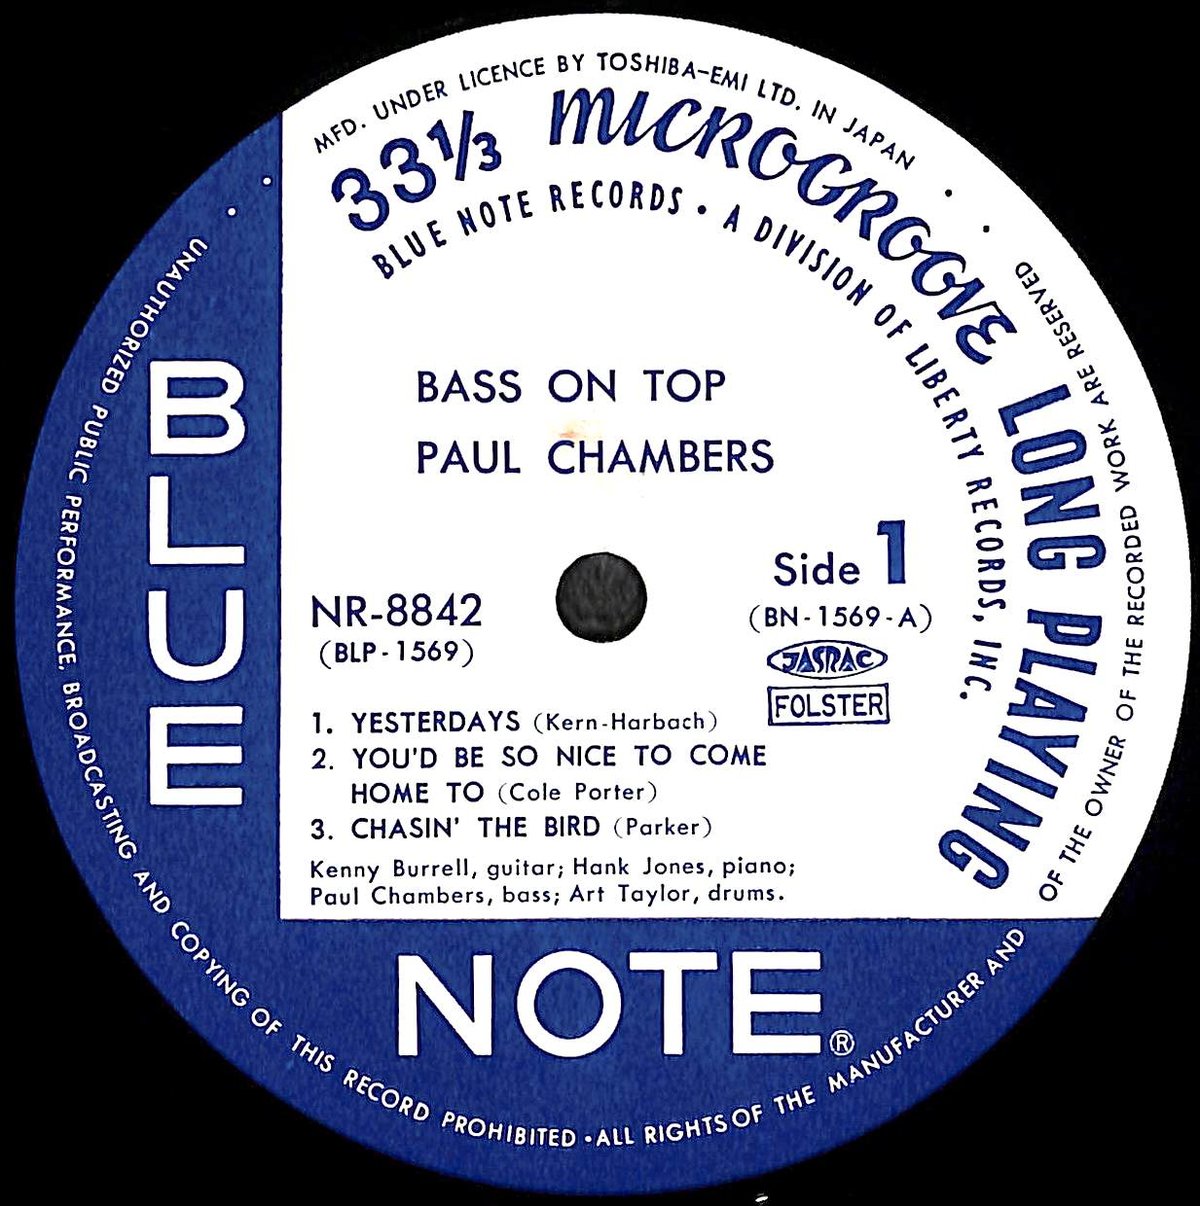 MFD. UNDER LICENCE BY TOSHIBA-EMI LTD. IN JAPAN
33 1/3 MICROGROOVE LONG PLAYING
BLUE NOTE RECORDS • A DIVISION OF LIBERTY RECORDS, INC.
BASS ON TOP
PAUL CHAMBERS
Side 1
(BN-1569-A)
NR-8842
(BLP-1569)
JASRAC
FOLSTER
1. YESTERDAYS (Kern-Harbach)
2. YOU'D BE SO NICE TO COME
HOME TO (Cole Porter)
3. CHASIN' THE BIRD (Parker)
Kenny Burrell, guitar; Hank Jones, piano;
Paul Chambers, bass; Art Taylor, drums.
BLUE
NOTE®
UNAUTHORIZED PUBLIC PERFORMANCE, BROADCASTING AND COPYING OF THIS RECORD PROHIBITED • ALL RIGHTS OF THE MANUFACTURER AND OF THE OWNER OF THE RECORDED WORK ARE RESERVED